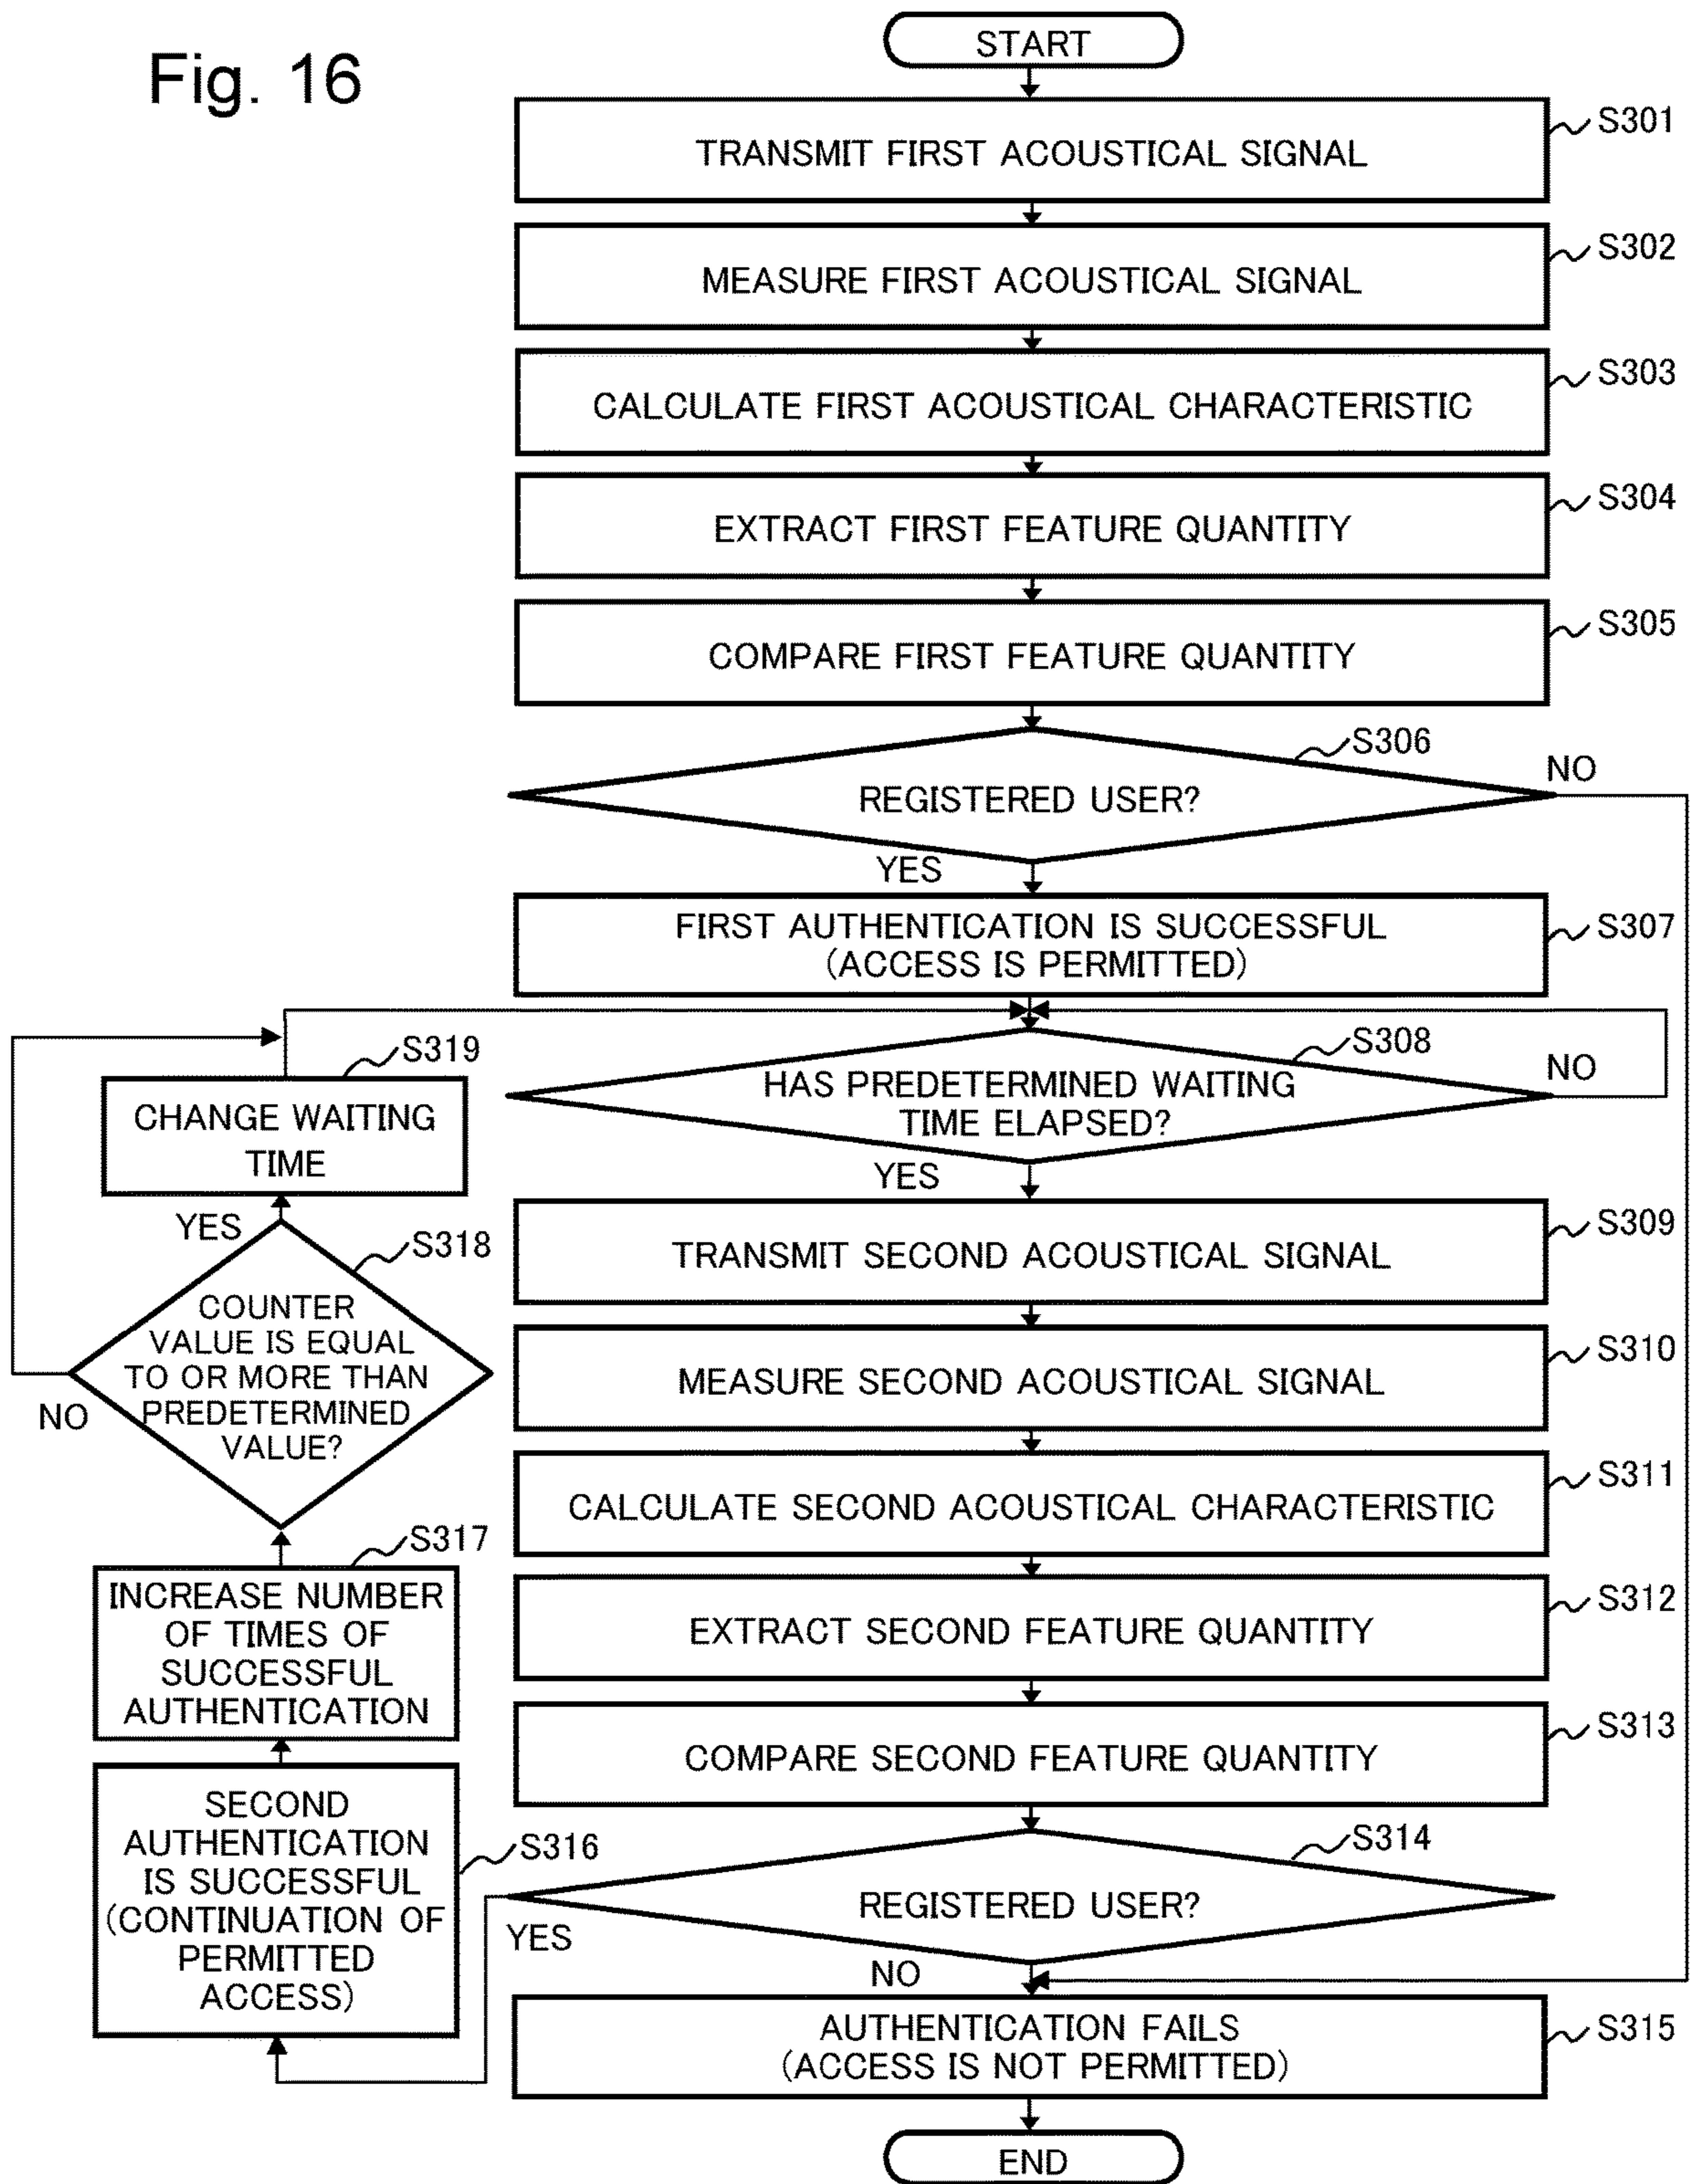 Fig. 16
START
TRANSMIT FIRST ACOUSTICAL SIGNAL
S301
MEASURE FIRST ACOUSTICAL SIGNAL
S302
CALCULATE FIRST ACOUSTICAL CHARACTERISTIC
S303
EXTRACT FIRST FEATURE QUANTITY
S304
COMPARE FIRST FEATURE QUANTITY
S305
REGISTERED USER?
S306
NO
YES
FIRST AUTHENTICATION IS SUCCESSFUL
(ACCESS IS PERMITTED)
S307
HAS PREDETERMINED WAITING
TIME ELAPSED?
S308
NO
YES
TRANSMIT SECOND ACOUSTICAL SIGNAL
S309
MEASURE SECOND ACOUSTICAL SIGNAL
S310
CALCULATE SECOND ACOUSTICAL CHARACTERISTIC
S311
EXTRACT SECOND FEATURE QUANTITY
S312
COMPARE SECOND FEATURE QUANTITY
S313
REGISTERED USER?
S314
YES
NO
AUTHENTICATION FAILS
(ACCESS IS NOT PERMITTED)
S315
END
SECOND
AUTHENTICATION
IS SUCCESSFUL
(CONTINUATION OF
PERMITTED
ACCESS)
S316
INCREASE NUMBER
OF TIMES OF
SUCCESSFUL
AUTHENTICATION
S317
COUNTER
VALUE IS EQUAL
TO OR MORE THAN
PREDETERMINED
VALUE?
S318
NO
YES
CHANGE WAITING
TIME
S319